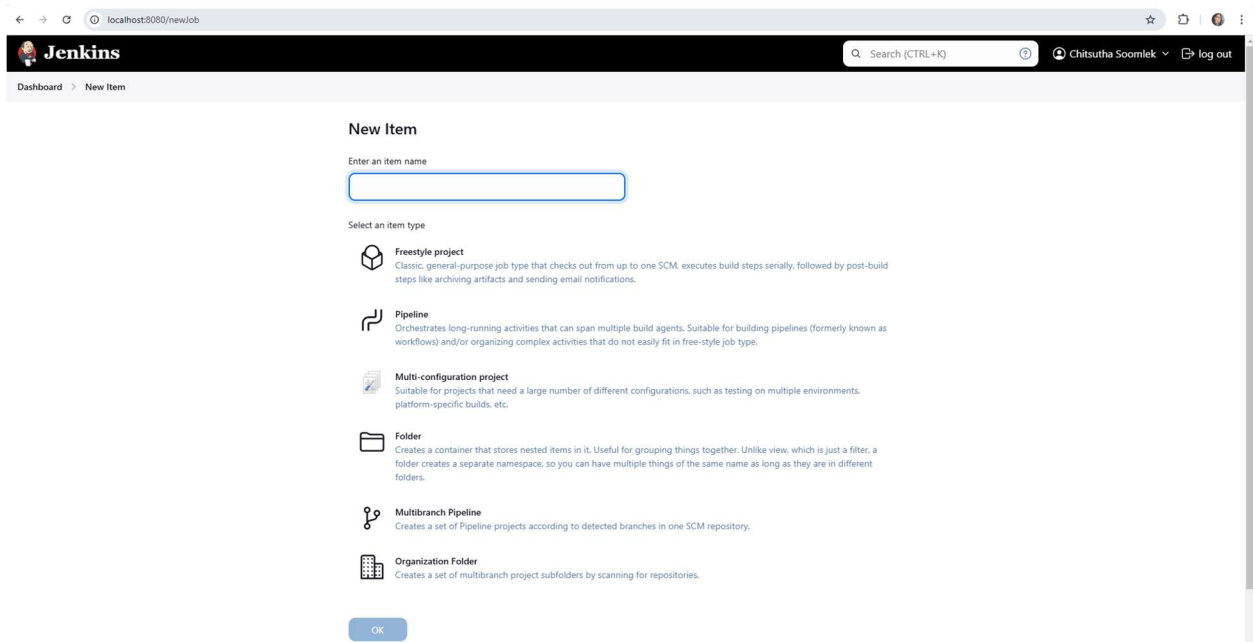 localhost:8080/newJob
Jenkins
Search (CTRL+K)
Chitsutha Soomlek
log out
Dashboard > New Item
New Item
Enter an item name
Select an item type
Freestyle project
Classic, general-purpose job type that checks out from up to one SCM, executes build steps serially, followed by post-build
steps like archiving artifacts and sending email notifications.
Pipeline
Orchestrates long-running activities that can span multiple build agents. Suitable for building pipelines (formerly known as
workflows) and/or organizing complex activities that do not easily fit in free-style job type.
Multi-configuration project
Suitable for projects that need a large number of different configurations, such as testing on multiple environments,
platform-specific builds, etc.
Folder
Creates a container that stores nested items in it. Useful for grouping things together. Unlike view, which is just a filter, a
folder creates a separate namespace, so you can have multiple things of the same name as long as they are in different
folders.
Multibranch Pipeline
Creates a set of Pipeline projects according to detected branches in one SCM repository.
Organization Folder
Creates a set of multibranch project subfolders by scanning for repositories.
OK